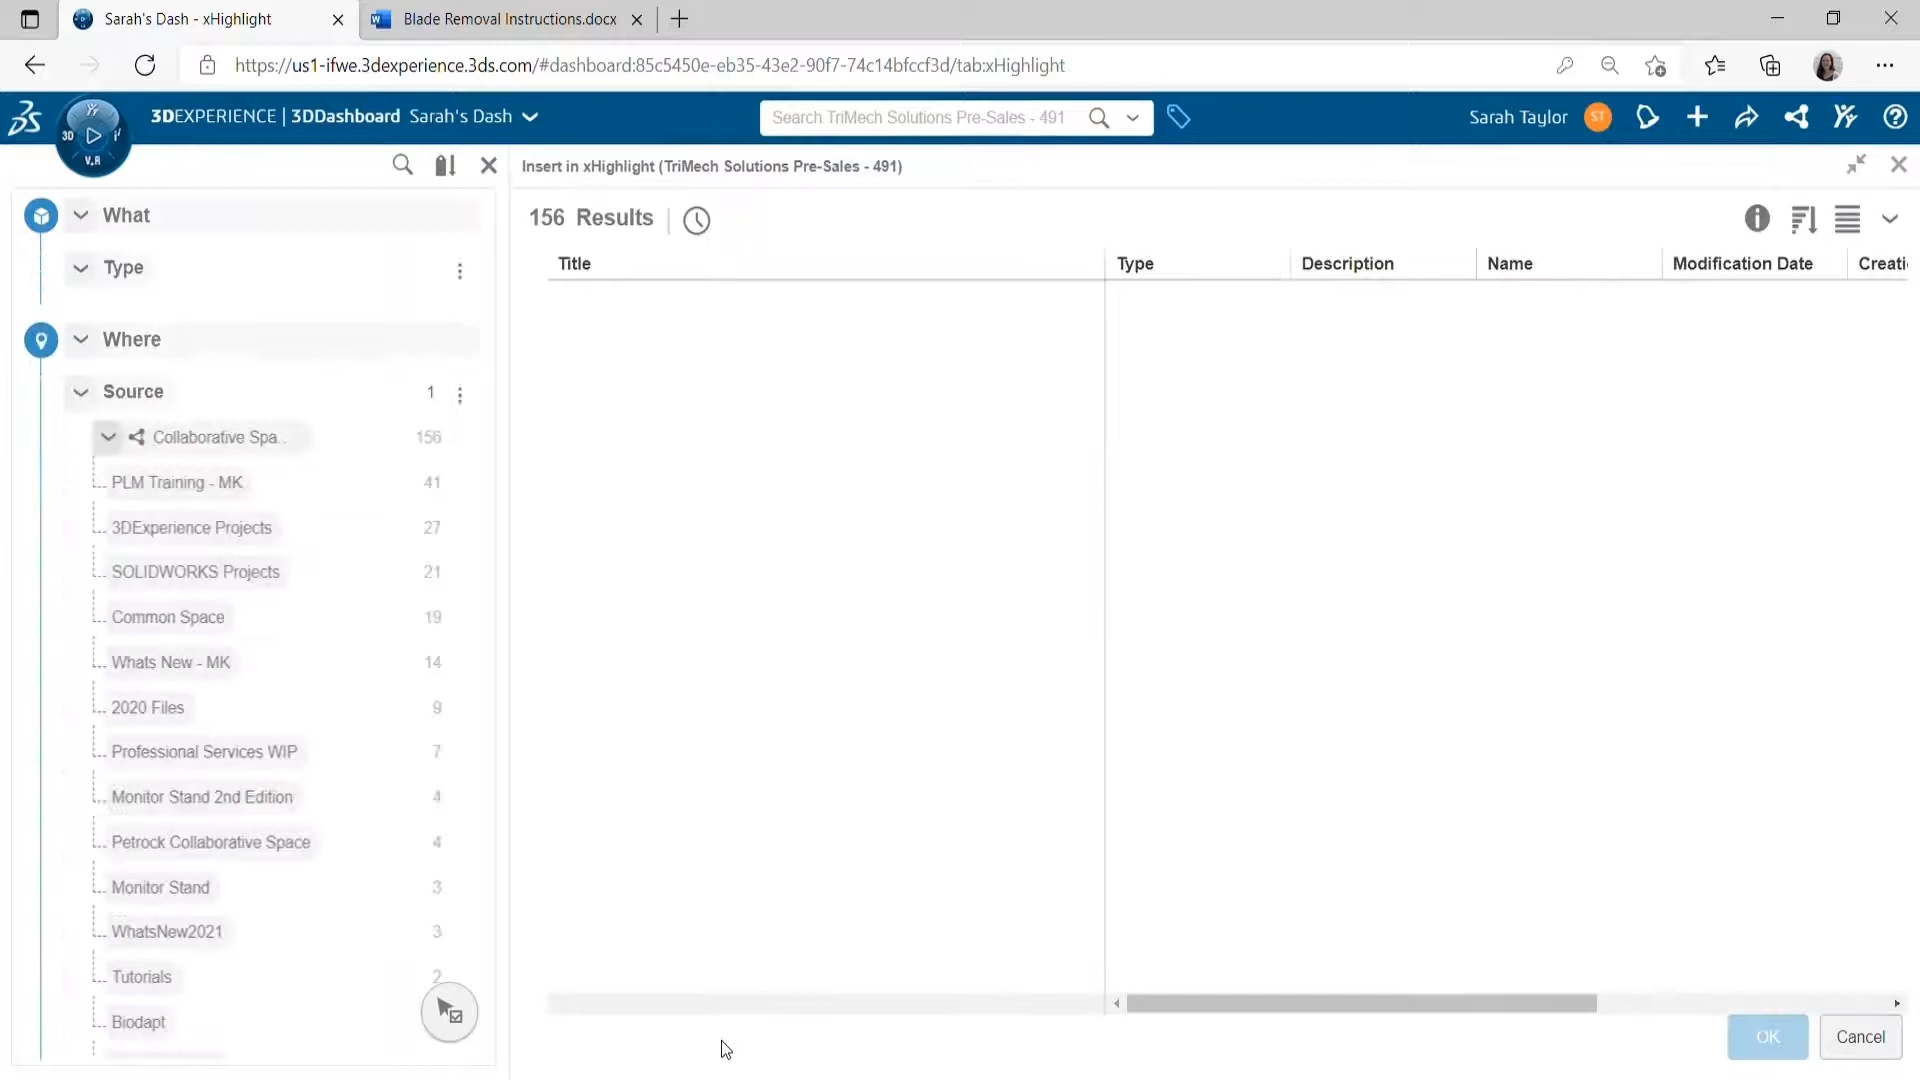 Sarah's Dash - xHighlight
Blade Removal Instructions.docx
https://us1-ifwe.3dexperience.3ds.com/#dashboard:85c5450e-eb35-43e2-90f7-74c14bfccf3d/tab:xHighlight
3D V.R
3DEXPERIENCE | 3DDashboard Sarah's Dash
Search TriMech Solutions Pre-Sales - 491
Sarah Taylor ST
Insert in xHighlight (TriMech Solutions Pre-Sales - 491)
What
156 Results
Type
Title Type Description Name Modification Date Creati
Where
Source 1
Collaborative Spa... 156
PLM Training - MK 41
3DExperience Projects 27
SOLIDWORKS Projects 21
Common Space 19
Whats New - MK 14
2020 Files 9
Professional Services WIP 7
Monitor Stand 2nd Edition 4
Petrock Collaborative Space 4
Monitor Stand 3
WhatsNew2021 3
Tutorials 2
Biodapt
OK Cancel